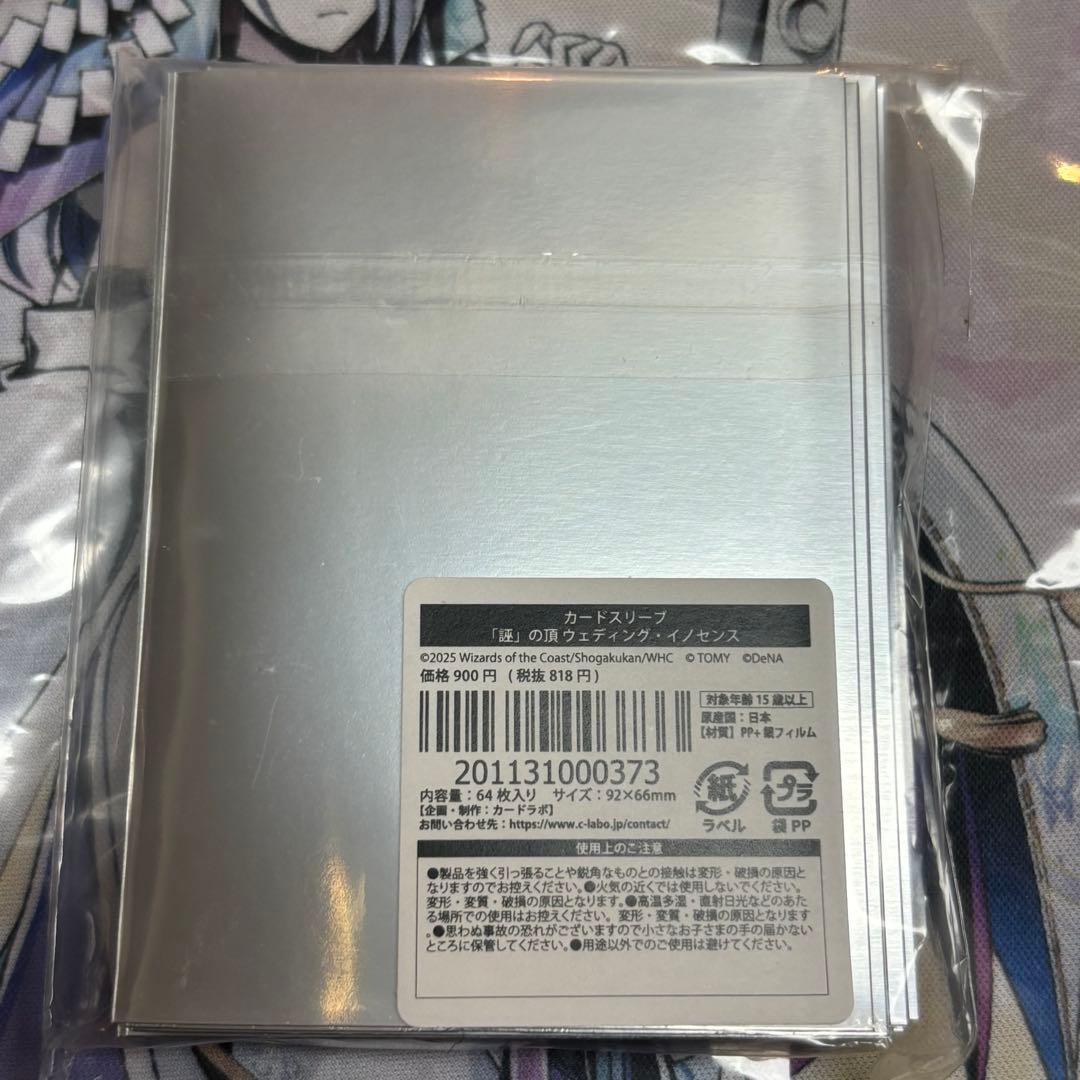 カードスリーブ
「誣」の頂 ウェディング・イノセンス
©2025 Wizards of the Coast/Shogakukan/WHC ©TOMY ©DeNA
価格 900 円 (税抜 818 円)
対象年齢 15 歳以上
原産国：日本
【材質】PP+銀フィルム
201131000373
内容量：64 枚入り サイズ：92×66mm
【企画・制作：カードラボ】
お問い合わせ先：https://www.c-labo.jp/contact/
紙
ラベル
プラ
袋 PP
使用上のご注意
●製品を強く引っ張ることや鋭角なものとの接触は変形・破損の原因と
なりますのでお控えください。●火気の近くでは使用しないでください。
変形・変質・破損の原因となります。●高温多湿・直射日光などのあた
る場所での使用はお控えください。変形・変質・破損の原因となります
。●思わぬ事故の恐れがございますので小さなお子さまの手の届かない
ところに保管してください。●用途以外でのご使用は避けてください。